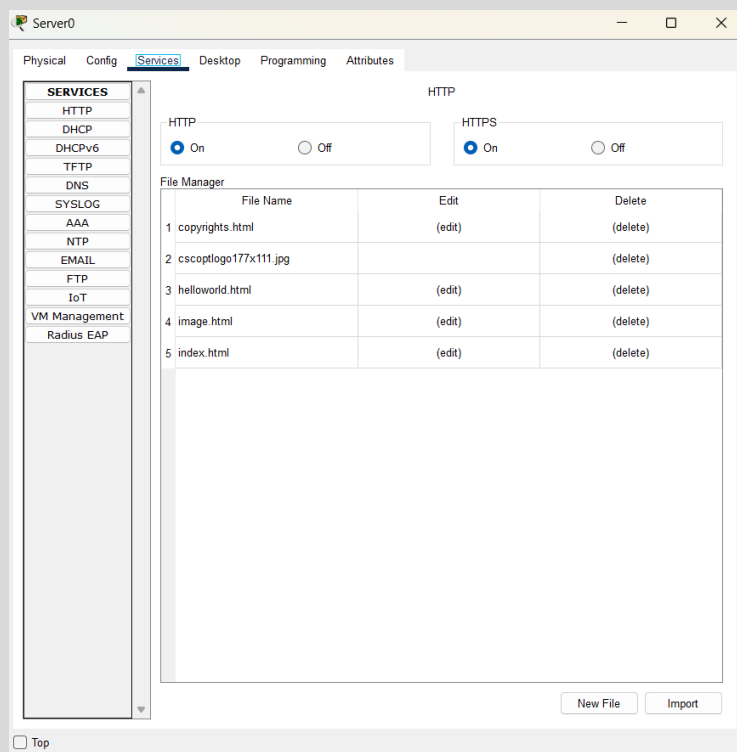 Server0
Physical Config Services Desktop Programming Attributes
SERVICES
HTTP
DHCP
DHCPv6
TFTP
DNS
SYSLOG
AAA
NTP
EMAIL
FTP
IoT
VM Management
Radius EAP
HTTP
HTTP
On Off
HTTPS
On Off
File Manager
File Name Edit Delete
1 copyrights.html (edit) (delete)
2 cscoptlogo177x111.jpg (delete)
3 helloworld.html (edit) (delete)
4 image.html (edit) (delete)
5 index.html (edit) (delete)
New File Import
Top